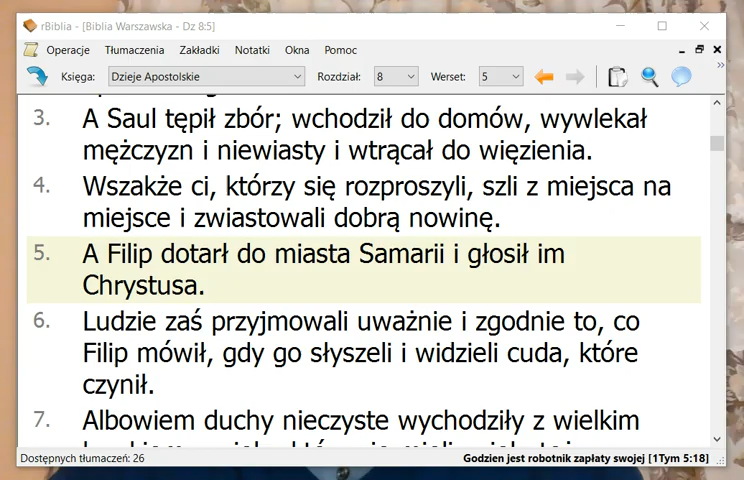 rBiblia - [Biblia Warszawska - Dz 8:5]
Operacje Tłumaczenia Zakładki Notatki Okna Pomoc
Księga: Dzieje Apostolskie Rozdział: 8 Werset: 5
3. A Saul tępił zbór; wchodził do domów, wywlekał
mężczyzn i niewiasty i wtrącał do więzienia.
4. Wszakże ci, którzy się rozproszyli, szli z miejsca na
miejsce i zwiastowali dobrą nowinę.
5. A Filip dotarł do miasta Samarii i głosił im
Chrystusa.
6. Ludzie zaś przyjmowali uważnie i zgodnie to, co
Filip mówił, gdy go słyszeli i widzieli cuda, które
czynił.
7. Albowiem duchy nieczyste wychodziły z wielkim
Dostępnych tłumaczeń: 26 Godzien jest robotnik zapłaty swojej [1Tym 5:18]